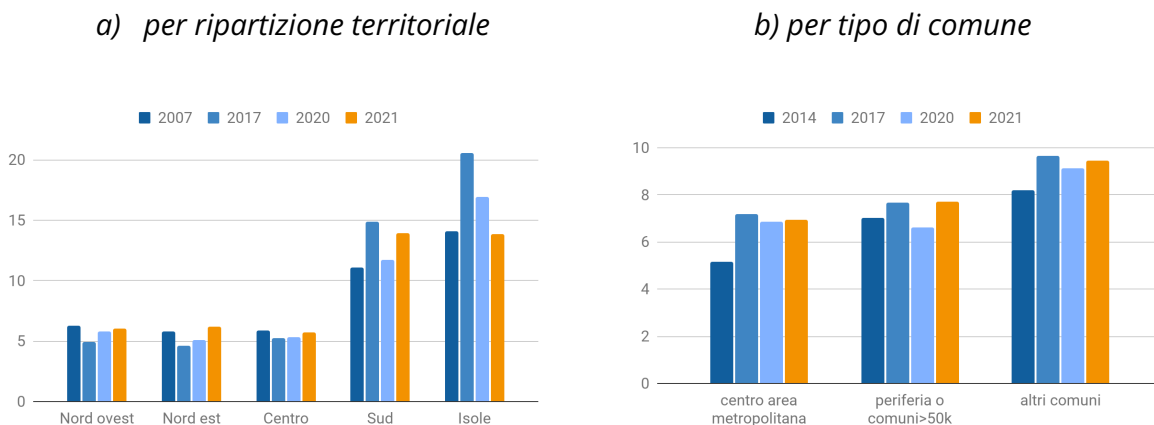 a) per ripartizione territoriale
2007 2017 2020 2021
20
15
10
5
0
Nord ovest Nord est Centro Sud Isole
b) per tipo di comune
2014 2017 2020 2021
10
8
6
4
2
0
centro area periferia o altri comuni
metropolitana comuni>50k